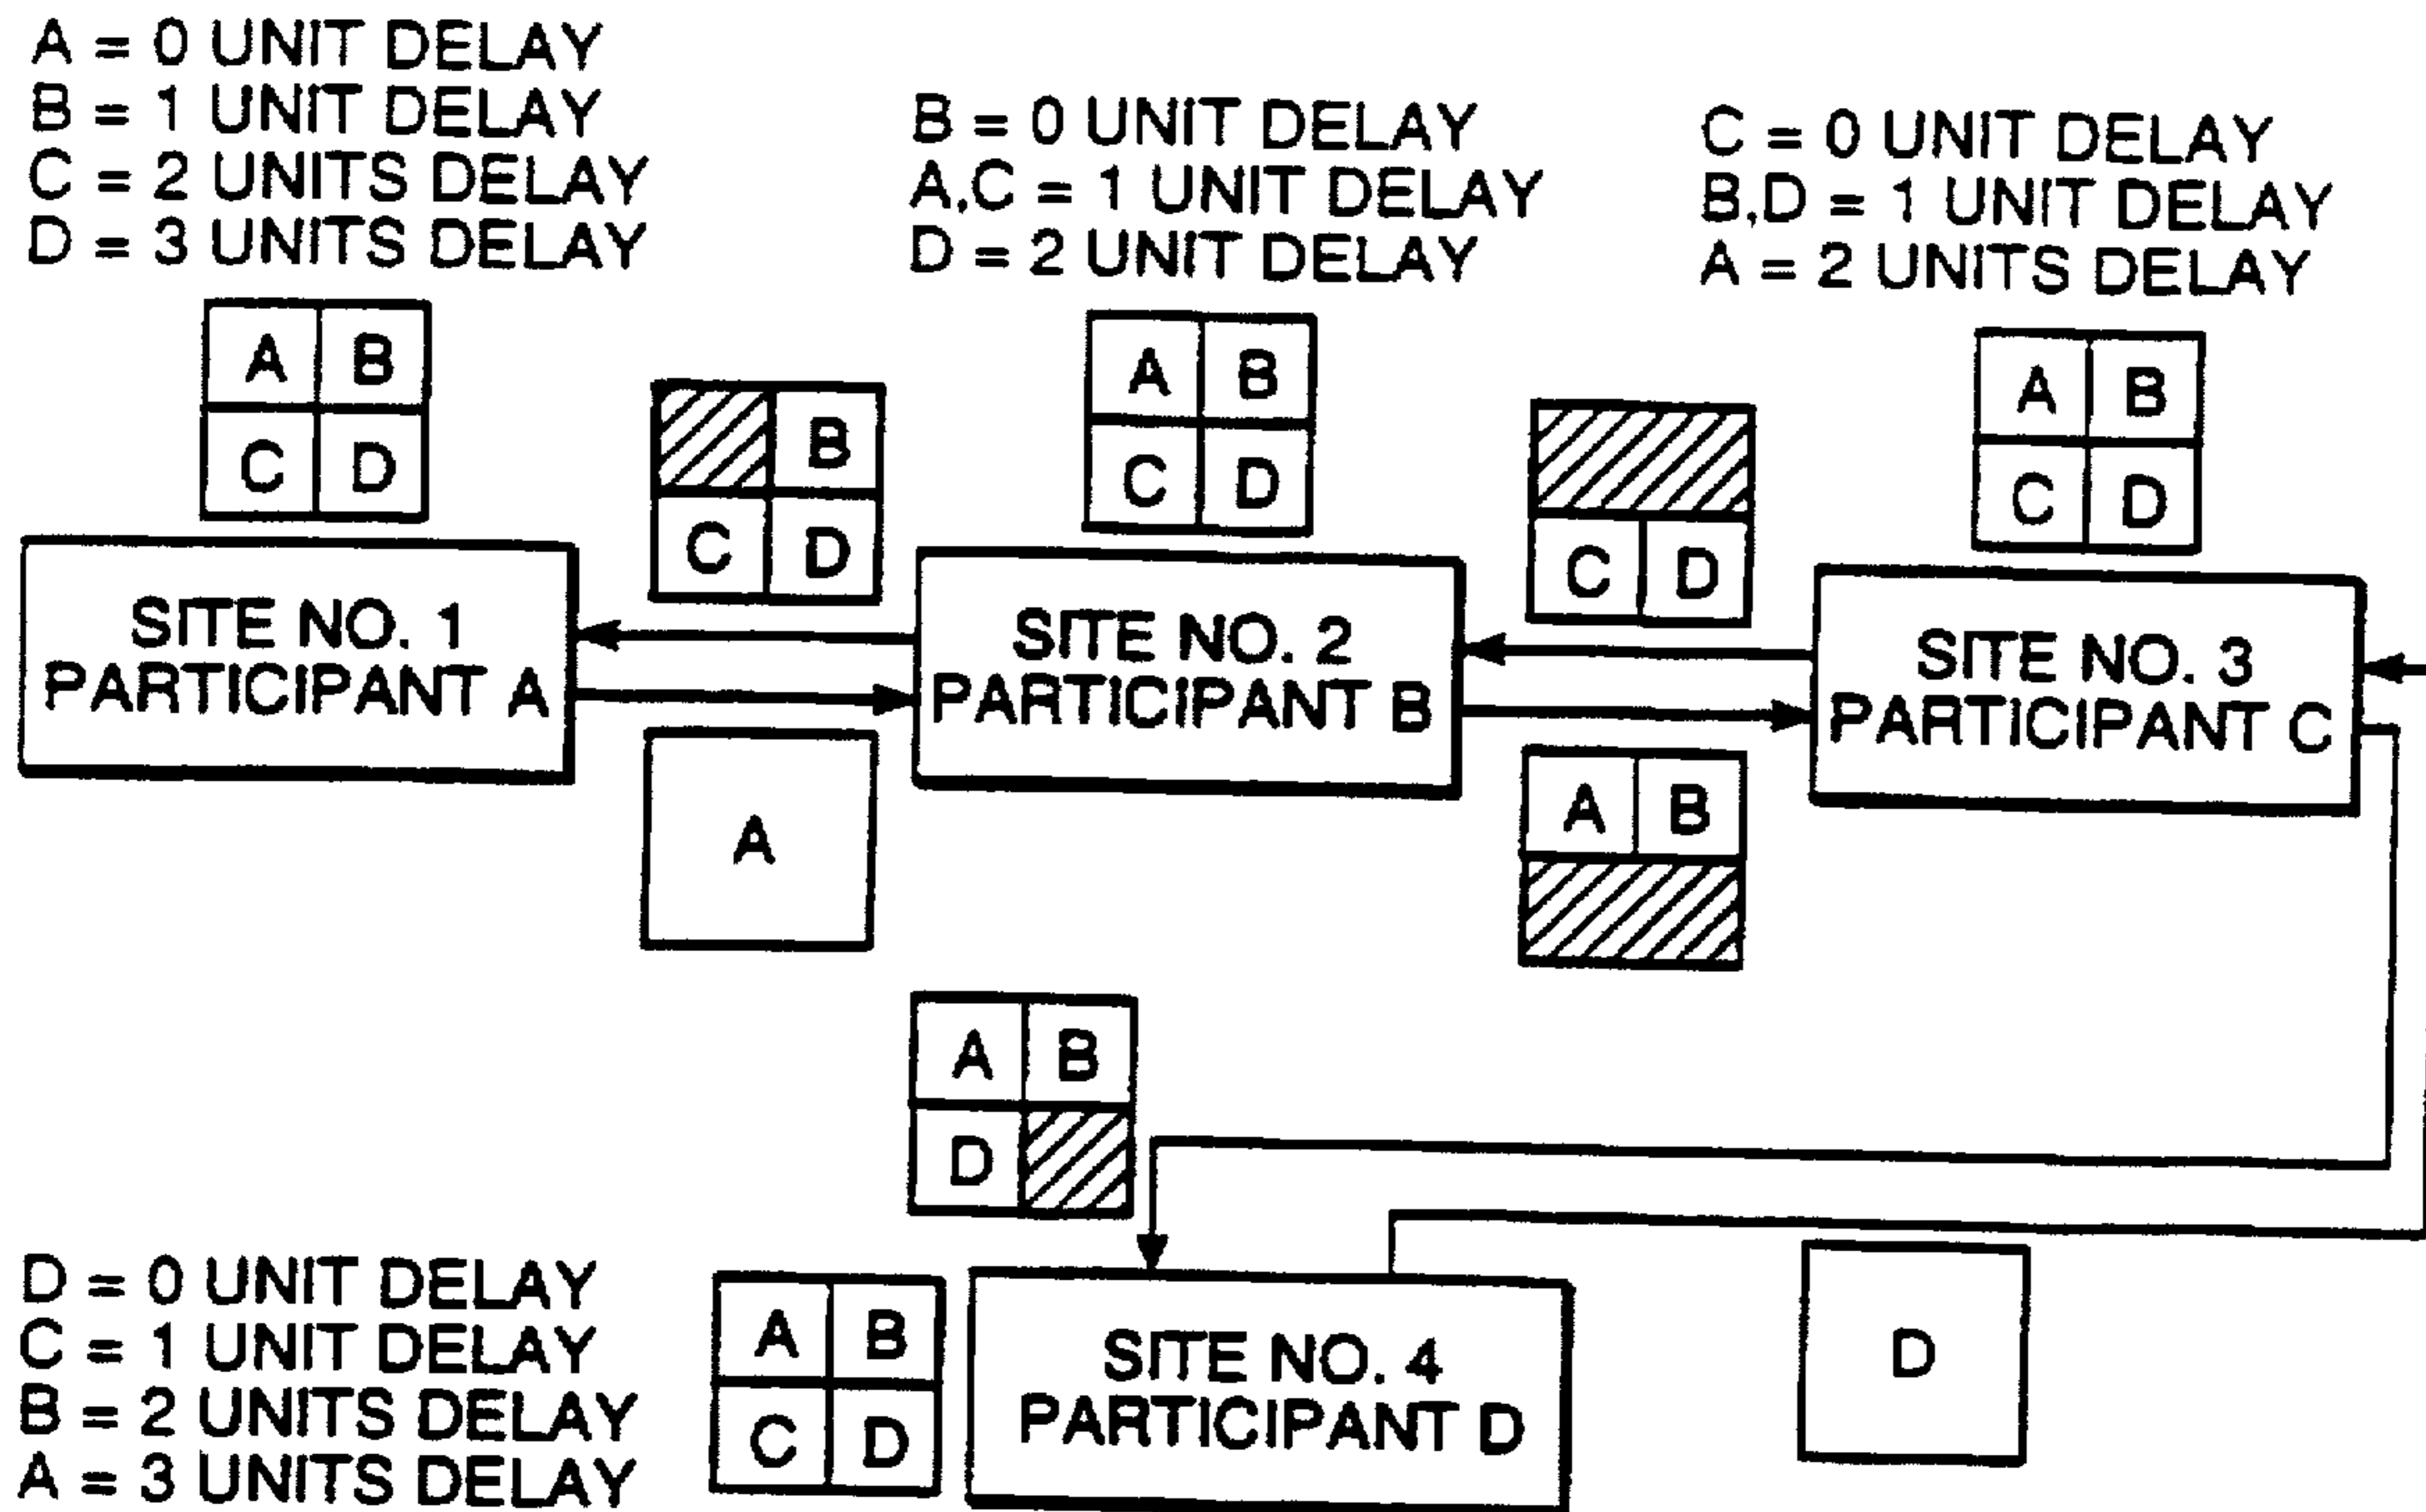 A = 0 UNIT DELAY
B = 1 UNIT DELAY
C = 2 UNITS DELAY
D = 3 UNITS DELAY
B = 0 UNIT DELAY
A,C = 1 UNIT DELAY
D = 2 UNIT DELAY
C = 0 UNIT DELAY
B,D = 1 UNIT DELAY
A = 2 UNITS DELAY
A B
C D
B
C D
A B
C D
C D
A B
C D
SITE NO. 1
PARTICIPANT A
SITE NO. 2
PARTICIPANT B
SITE NO. 3
PARTICIPANT C
A
A B
A B
D
D = 0 UNIT DELAY
C = 1 UNIT DELAY
B = 2 UNITS DELAY
A = 3 UNITS DELAY
A B
C D
SITE NO. 4
PARTICIPANT D
D